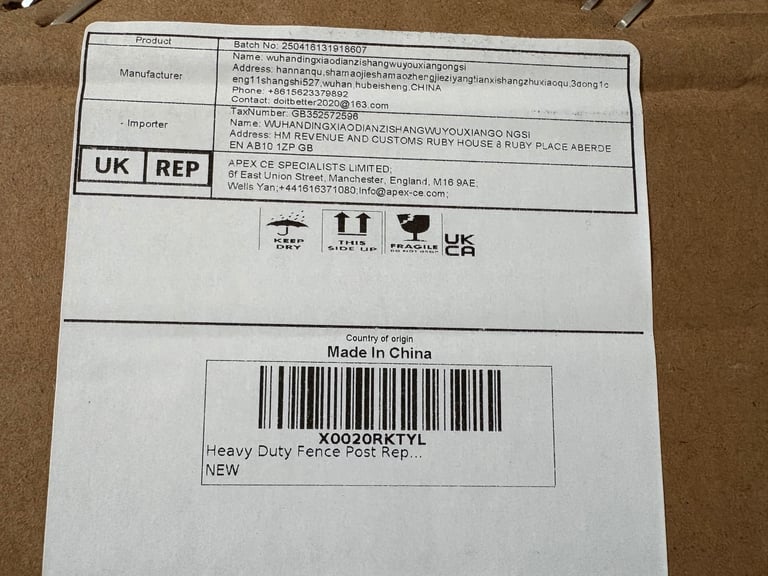 Product
Batch No: 250416131918607
Manufacturer
Name: wuhandingxiaodianzishangwuyouxiangongsi
Address: hannanqu,shamaojieshamaozhengjieziyangtianxishangzhuxiaoqu,3dong1c
eng11shangshi527,wuhan,hubeisheng,CHINA
Phone: +8615623379892
Contact: doitbetter2020@163.com
Importer
TaxNumber: GB352572596
Name: WUHANDINGXIAODIANZISHANGWUYOUXIANGO NGSI
Address: HM REVENUE AND CUSTOMS RUBY HOUSE 8 RUBY PLACE ABERDE
EN AB10 1ZP GB
UK REP
APEX CE SPECIALISTS LIMITED;
6f East Union Street, Manchester, England, M16 9AE;
Wells Yan;+441616371080;Info@apex-ce.com;
KEEP
DRY
THIS
SIDE UP
FRAGILE
DO NOT DROP
UK
CA
Country of origin
Made In China
X0020RKTYL
Heavy Duty Fence Post Rep...
NEW